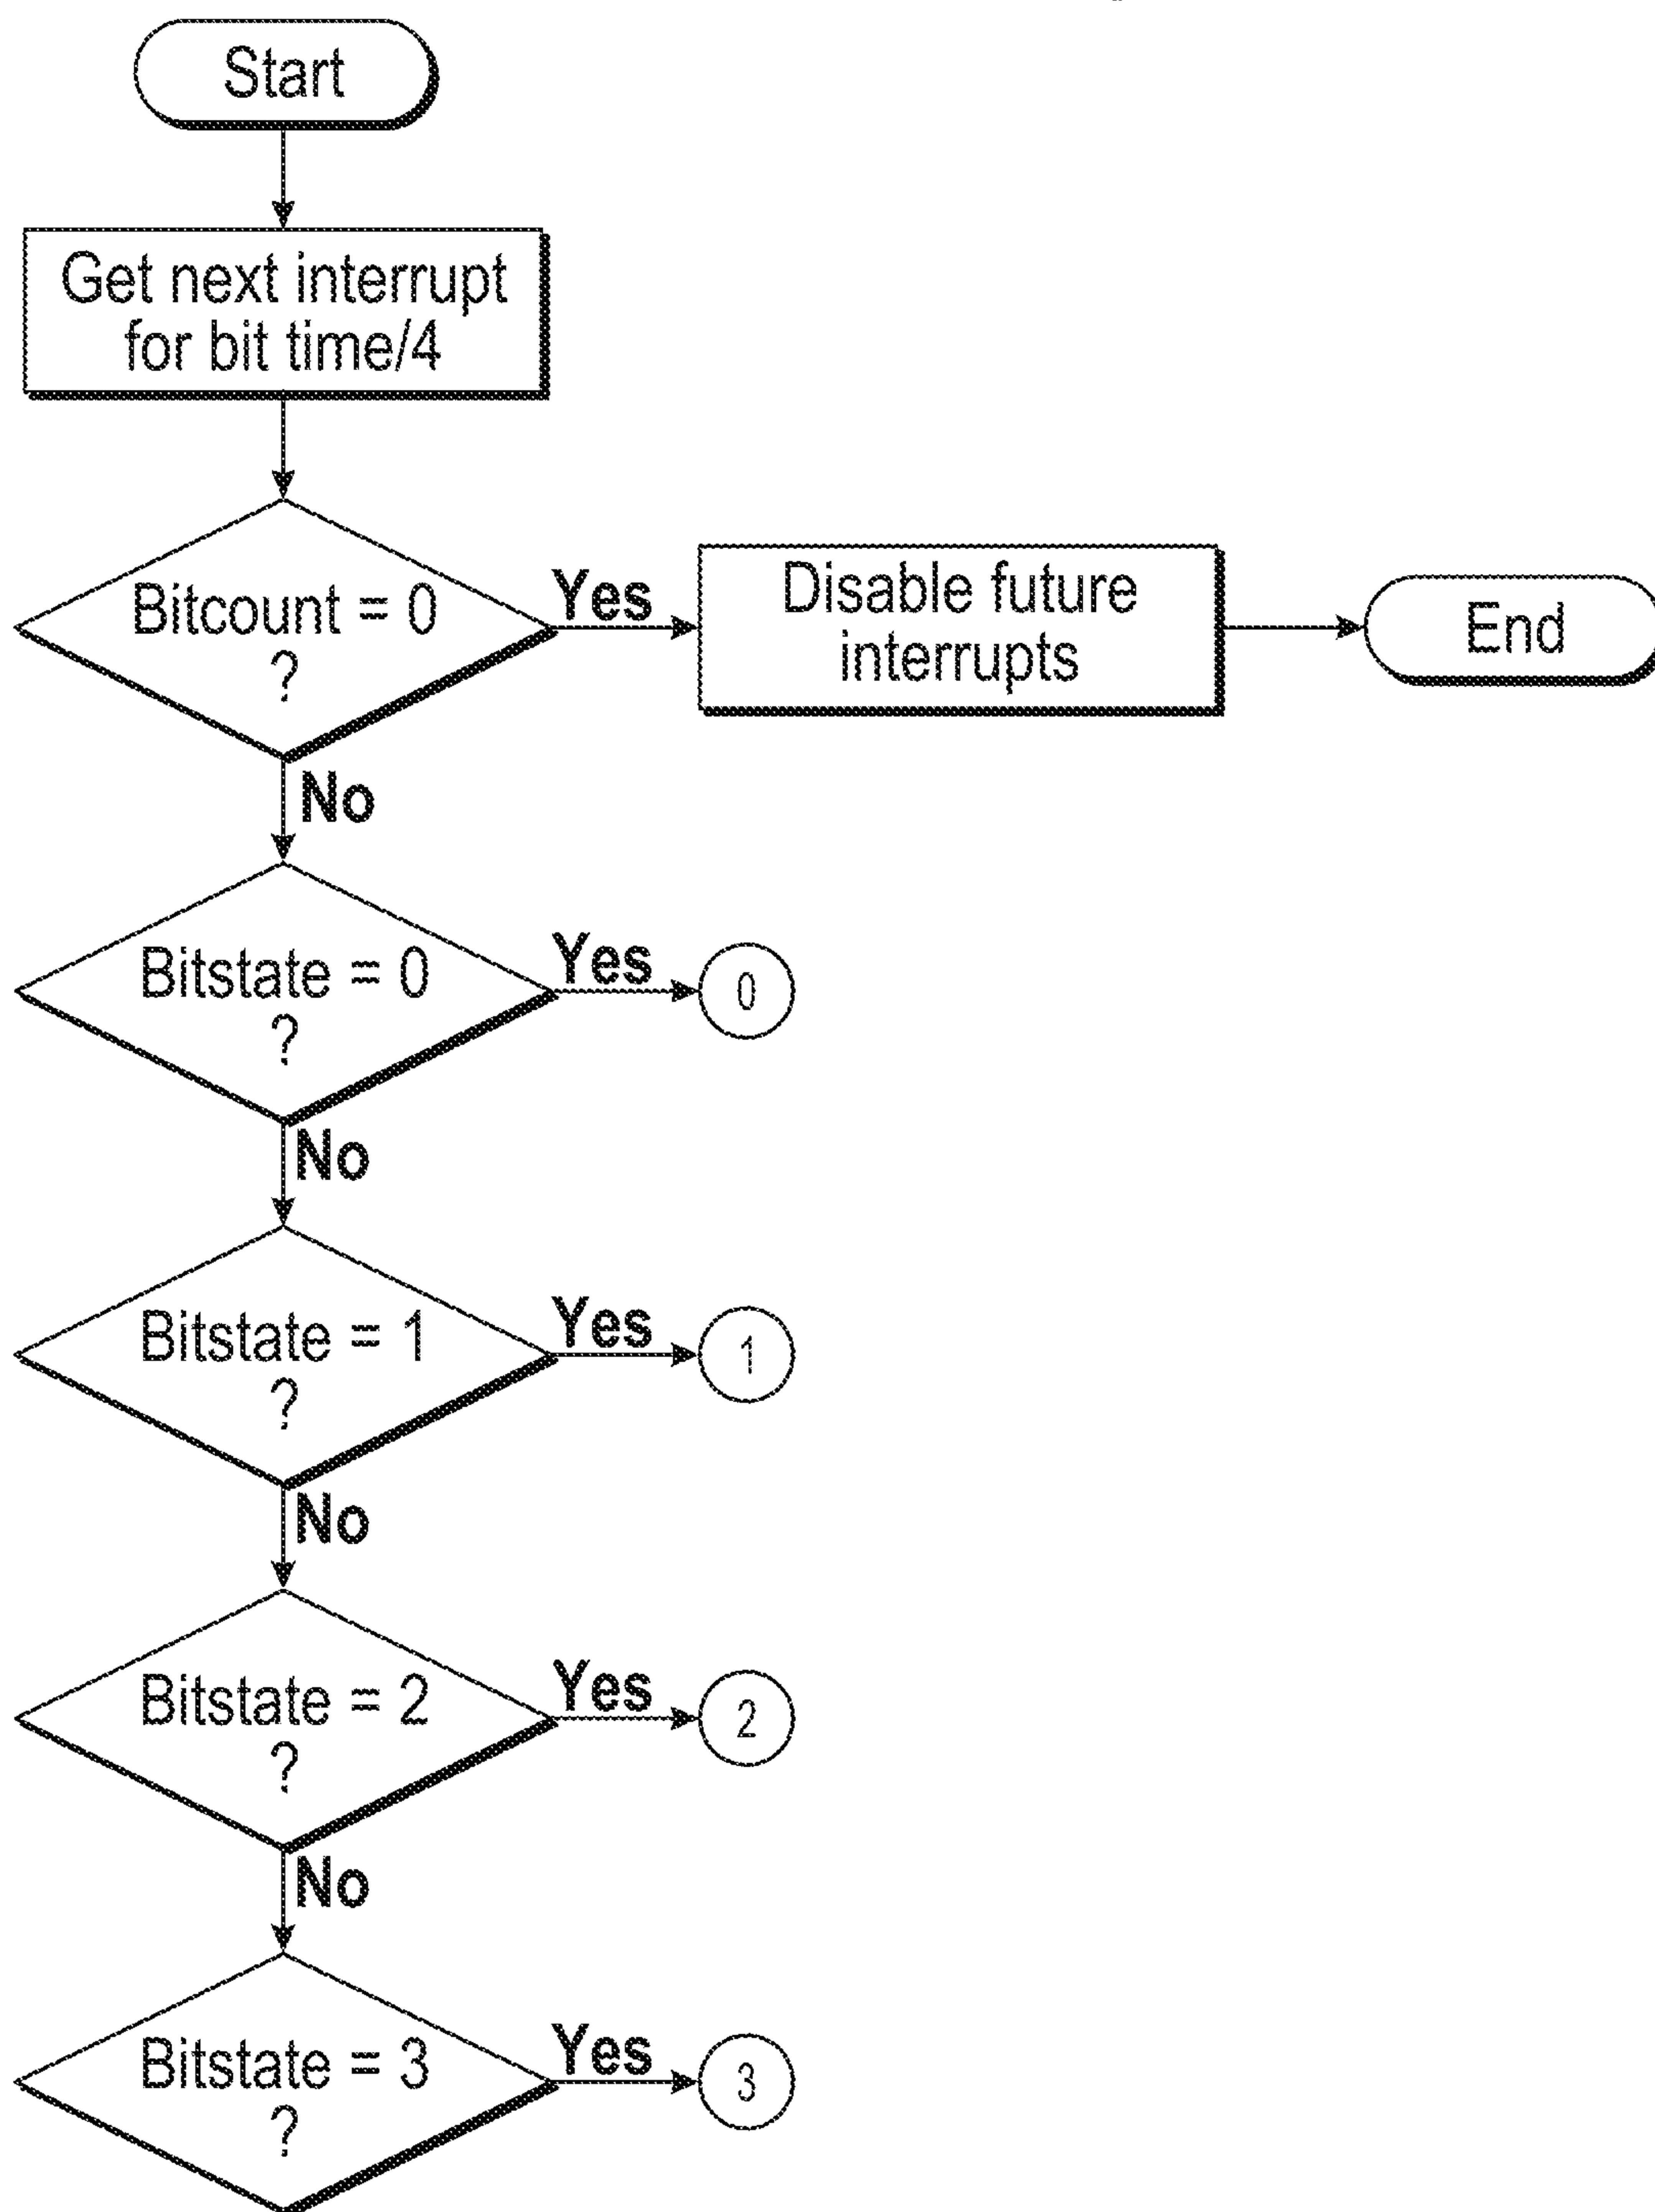 Start
Get next interrupt
for bit time/4
Bitcount = 0
?
Yes
Disable future
interrupts
End
No
Bitstate = 0
?
Yes
0
No
Bitstate = 1
?
Yes
1
No
Bitstate = 2
?
Yes
2
No
Bitstate = 3
?
Yes
3